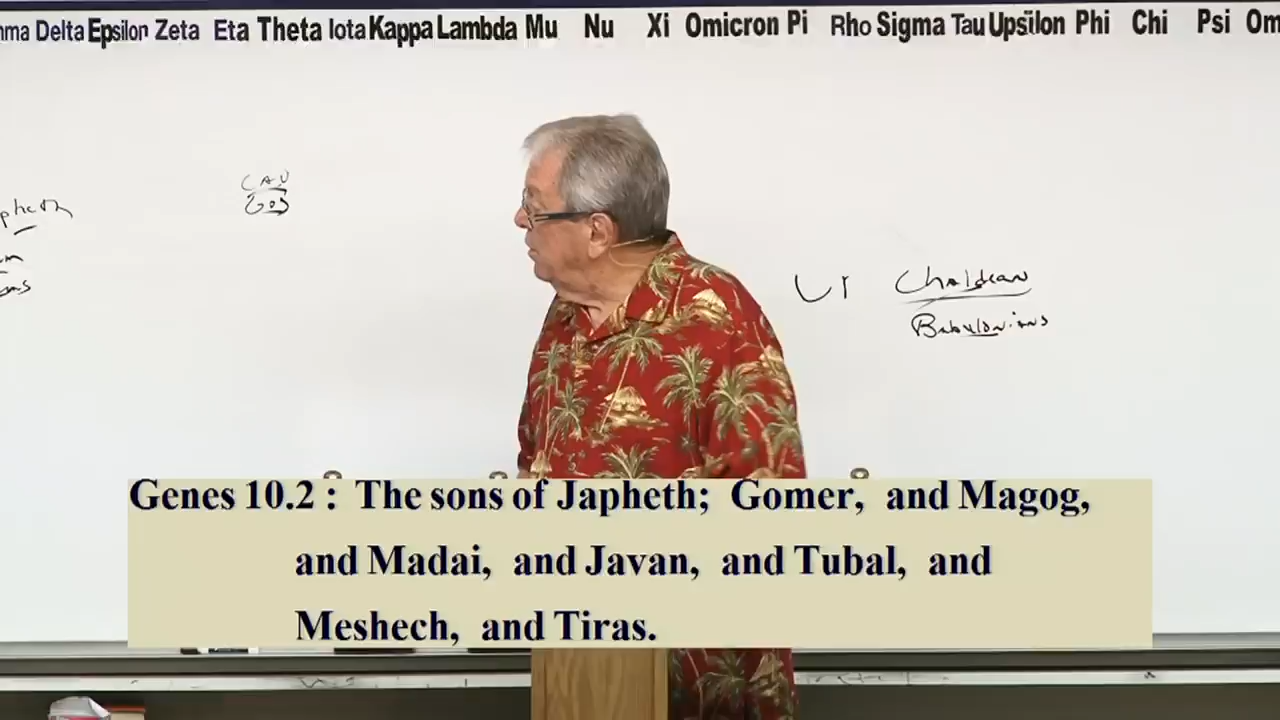 Delta Epsilon Zeta Eta Theta Iota Kappa Lambda Mu Nu Xi Omicron Pi Rho Sigma Tau Upsilon Phi Chi Psi Om
Ur Chaldean
Babylonians
Genes 10.2 : The sons of Japheth; Gomer, and Magog,
and Madai, and Javan, and Tubal, and
Meshech, and Tiras.